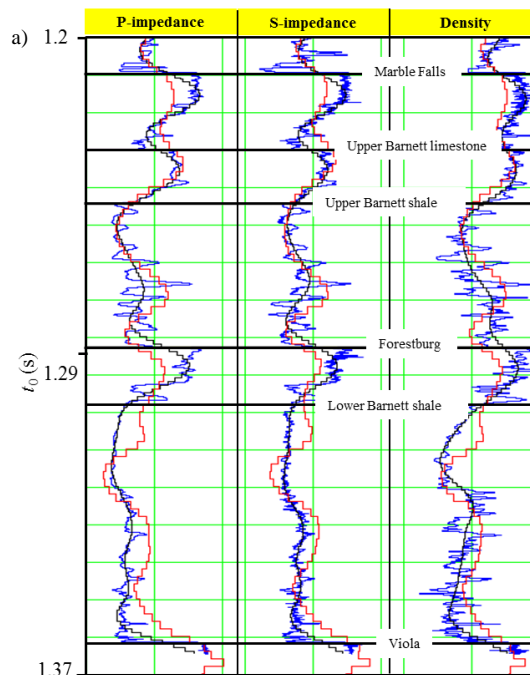 P-impedance S-impedance Density
a) 1.2
Marble Falls
Upper Barnett limestone
Upper Barnett shale
Forestburg
1.29
t₀ (s)
Lower Barnett shale
Viola
1.37